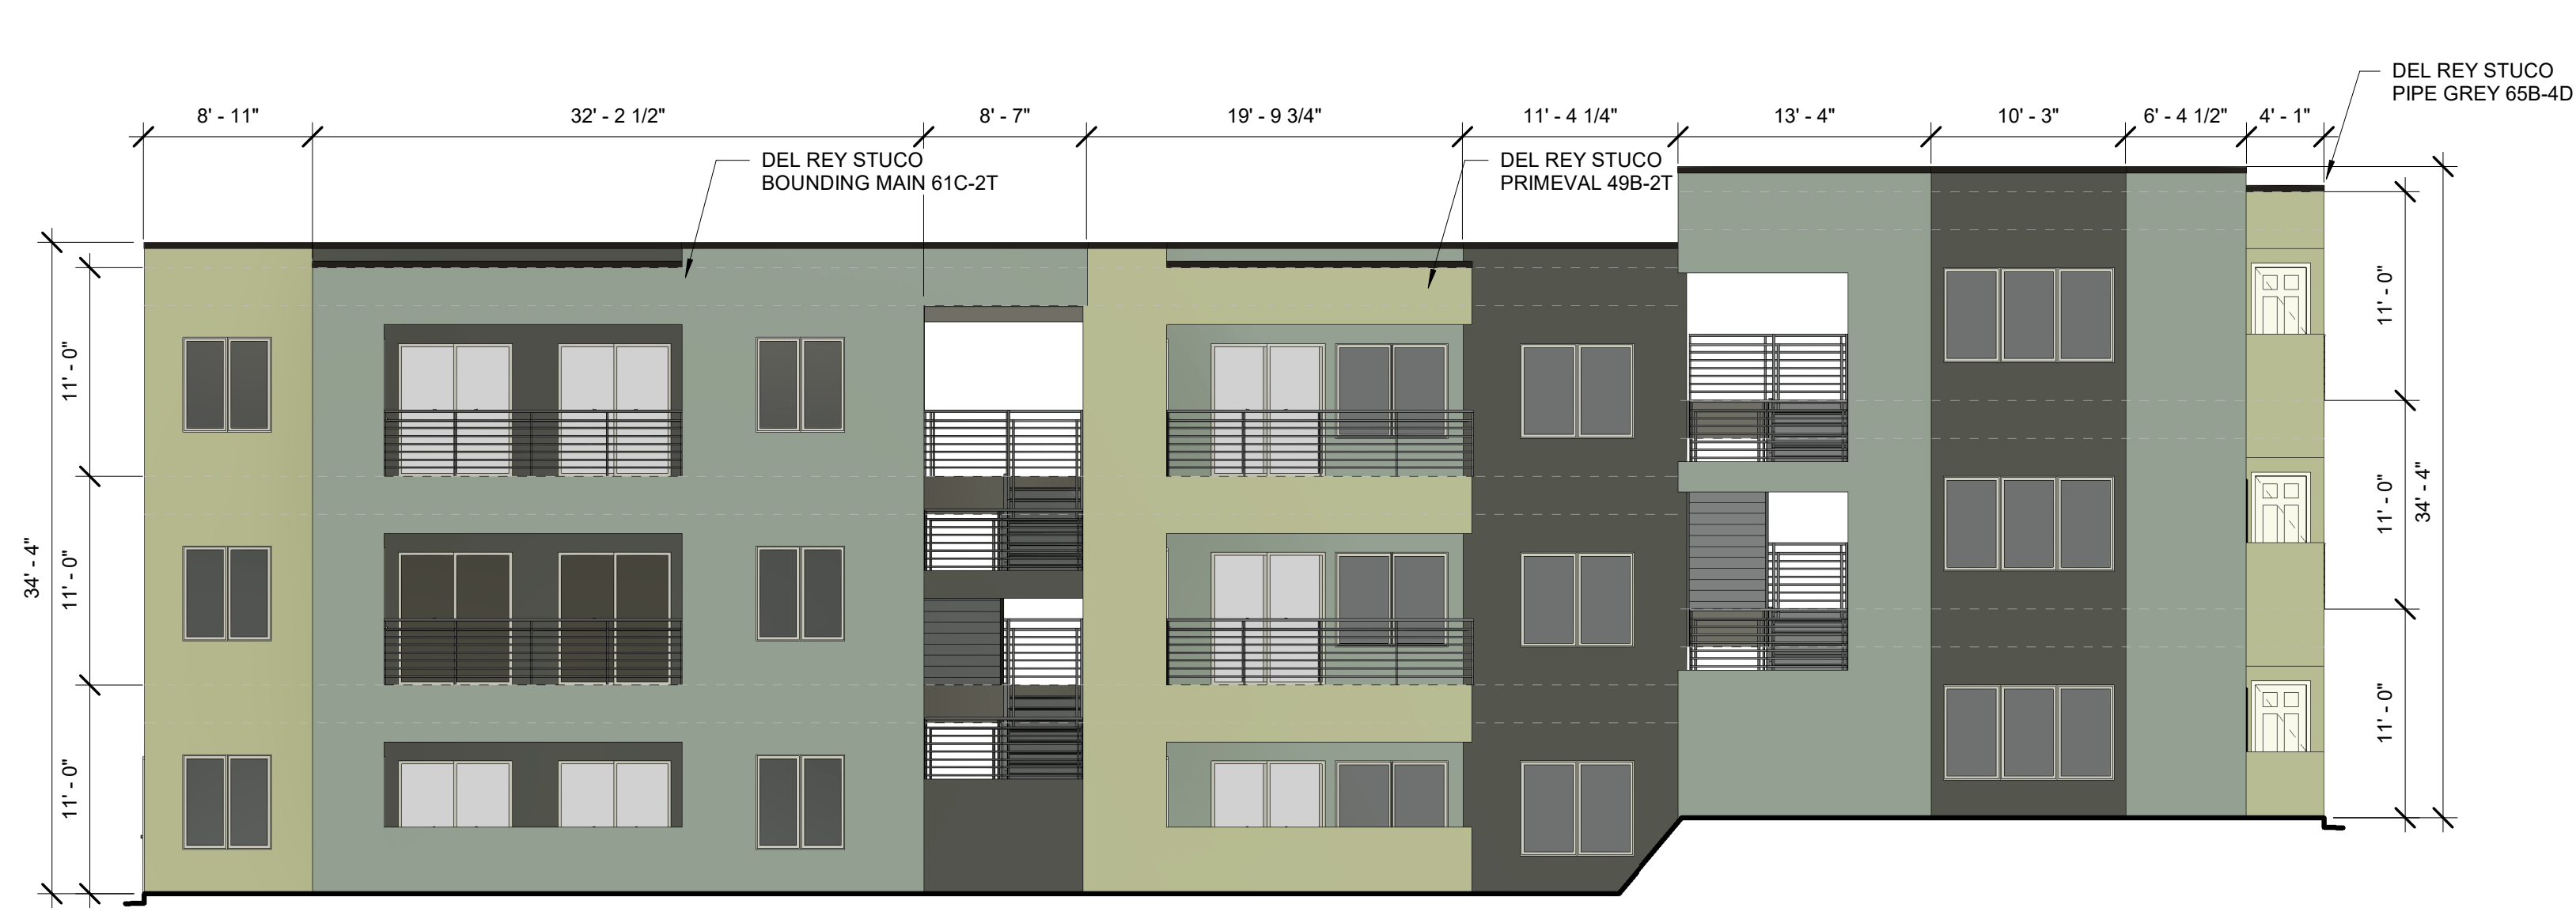 DEL REY STUCO
PIPE GREY 65B-4D
8' - 11"
32' - 2 1/2"
8' - 7"
19' - 9 3/4"
11' - 4 1/4"
13' - 4"
10' - 3"
6' - 4 1/2"
4' - 1"
DEL REY STUCO
BOUNDING MAIN 61C-2T
DEL REY STUCO
PRIMEVAL 49B-2T
34' - 4"
11' - 0"
11' - 0"
11' - 0"
11' - 0"
11' - 0"
11' - 0"
34' - 4"